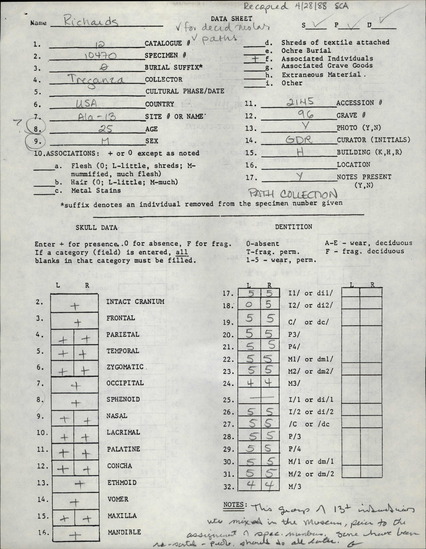 Recopied 4/28/88 SCA
Name Richards DATA SHEET S ✓ P ✓ U ✓
✓ for decid molars
✓ paths
1. 12 CATALOGUE #
2. 10470 SPECIMEN #
3. 0 BURIAL SUFFIX*
4. Treganza COLLECTOR
5. CULTURAL PHASE/DATE
6. USA COUNTRY
7. Ala-13 SITE # OR NAME
8. 25 AGE
9. M SEX
d. Shreds of textile attached
e. Ochre Burial
+ f. Associated Individuals
g. Associated Grave Goods
h. Extraneous Material
i. Other
10. ASSOCIATIONS: + or 0 except as noted
a. Flesh (0; L-little, shreds; M-
mummified, much flesh)
b. Hair (0; L-little; M-much)
c. Metal Stains
11. 2145 ACCESSION #
12. 96 GRAVE #
13. Y PHOTO (Y,N)
14. GDR CURATOR (INITIALS)
15. H BUILDING (K,H,R)
16. LOCATION
17. Y NOTES PRESENT
(Y,N)
PATH COLLECTION
*suffix denotes an individual removed from the specimen number given
SKULL DATA
Enter + for presence, 0 for absence, F for frag.
If a category (field) is entered, all
blanks in that category must be filled.
L R
2. + INTACT CRANIUM
3. + FRONTAL
4. + + PARIETAL
5. + + TEMPORAL
6. + + ZYGOMATIC
7. + OCCIPITAL
8. + SPHENOID
9. + + NASAL
10. + + LACRIMAL
11. + + PALATINE
12. + + CONCHA
13. + ETHMOID
14. + VOMER
15. + + MAXILLA
16. + MANDIBLE
DENTITION
0-absent A-E - wear, deciduous
T-frag, perm. F - frag, deciduous
1-5 - wear, perm.
L R L R
17. 5 5 I1/ or di1/
18. 0 5 I2/ or di2/
19. 5 5 C/ or dc/
20. 5 5 P3/
21. 5 5 P4/
22. 5 5 M1/ or dm1/
23. 5 5 M2/ or dm2/
24. 4 4 M3/
25. I/1 or di/1
26. 5 5 I/2 or di/2
27. 5 5 /C or /dc
28. 5 5 P/3
29. 5 5 P/4
30. 5 5 M/1 or dm/1
31. 5 5 M/2 or dm/2
32. 4 4 M/3
NOTES: This group of 13+ individuals
were mixed in the Museum, prior to the
assignment of spec. numbers. Some have been
re-sorted - should do all